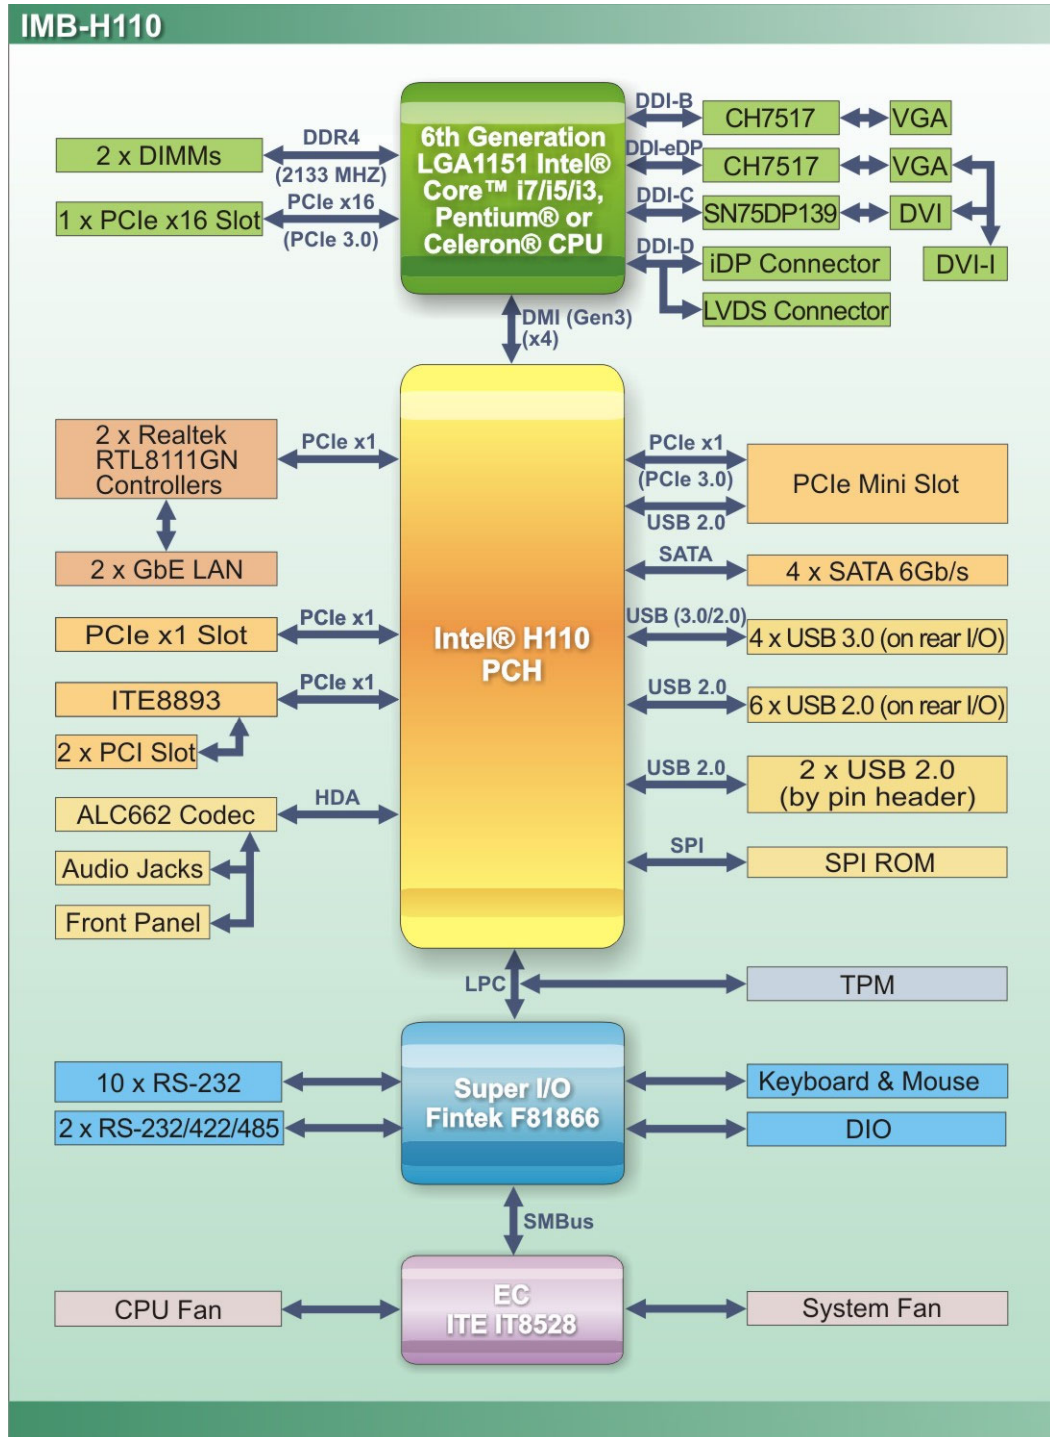 IMB-H110
6th Generation
LGA1151 Intel®
Core™ i7/i5/i3,
Pentium® or
Celeron® CPU
2 x DIMMs
DDR4
(2133 MHZ)
1 x PCIe x16 Slot
PCIe x16
(PCIe 3.0)
DDI-B
CH7517
VGA
DDI-eDP
CH7517
VGA
DDI-C
SN75DP139
DVI
DDI-D
iDP Connector
DVI-I
LVDS Connector
DMI (Gen3)
(x4)
Intel® H110
PCH
2 x Realtek
RTL8111GN
Controllers
PCIe x1
2 x GbE LAN
PCIe x1 Slot
PCIe x1
ITE8893
PCIe x1
2 x PCI Slot
ALC662 Codec
HDA
Audio Jacks
Front Panel
PCIe x1
(PCIe 3.0)
USB 2.0
PCIe Mini Slot
SATA
4 x SATA 6Gb/s
USB (3.0/2.0)
4 x USB 3.0 (on rear I/O)
USB 2.0
6 x USB 2.0 (on rear I/O)
USB 2.0
2 x USB 2.0
(by pin header)
SPI
SPI ROM
LPC
TPM
Super I/O
Fintek F81866
10 x RS-232
2 x RS-232/422/485
Keyboard & Mouse
DIO
SMBus
EC
ITE IT8528
CPU Fan
System Fan